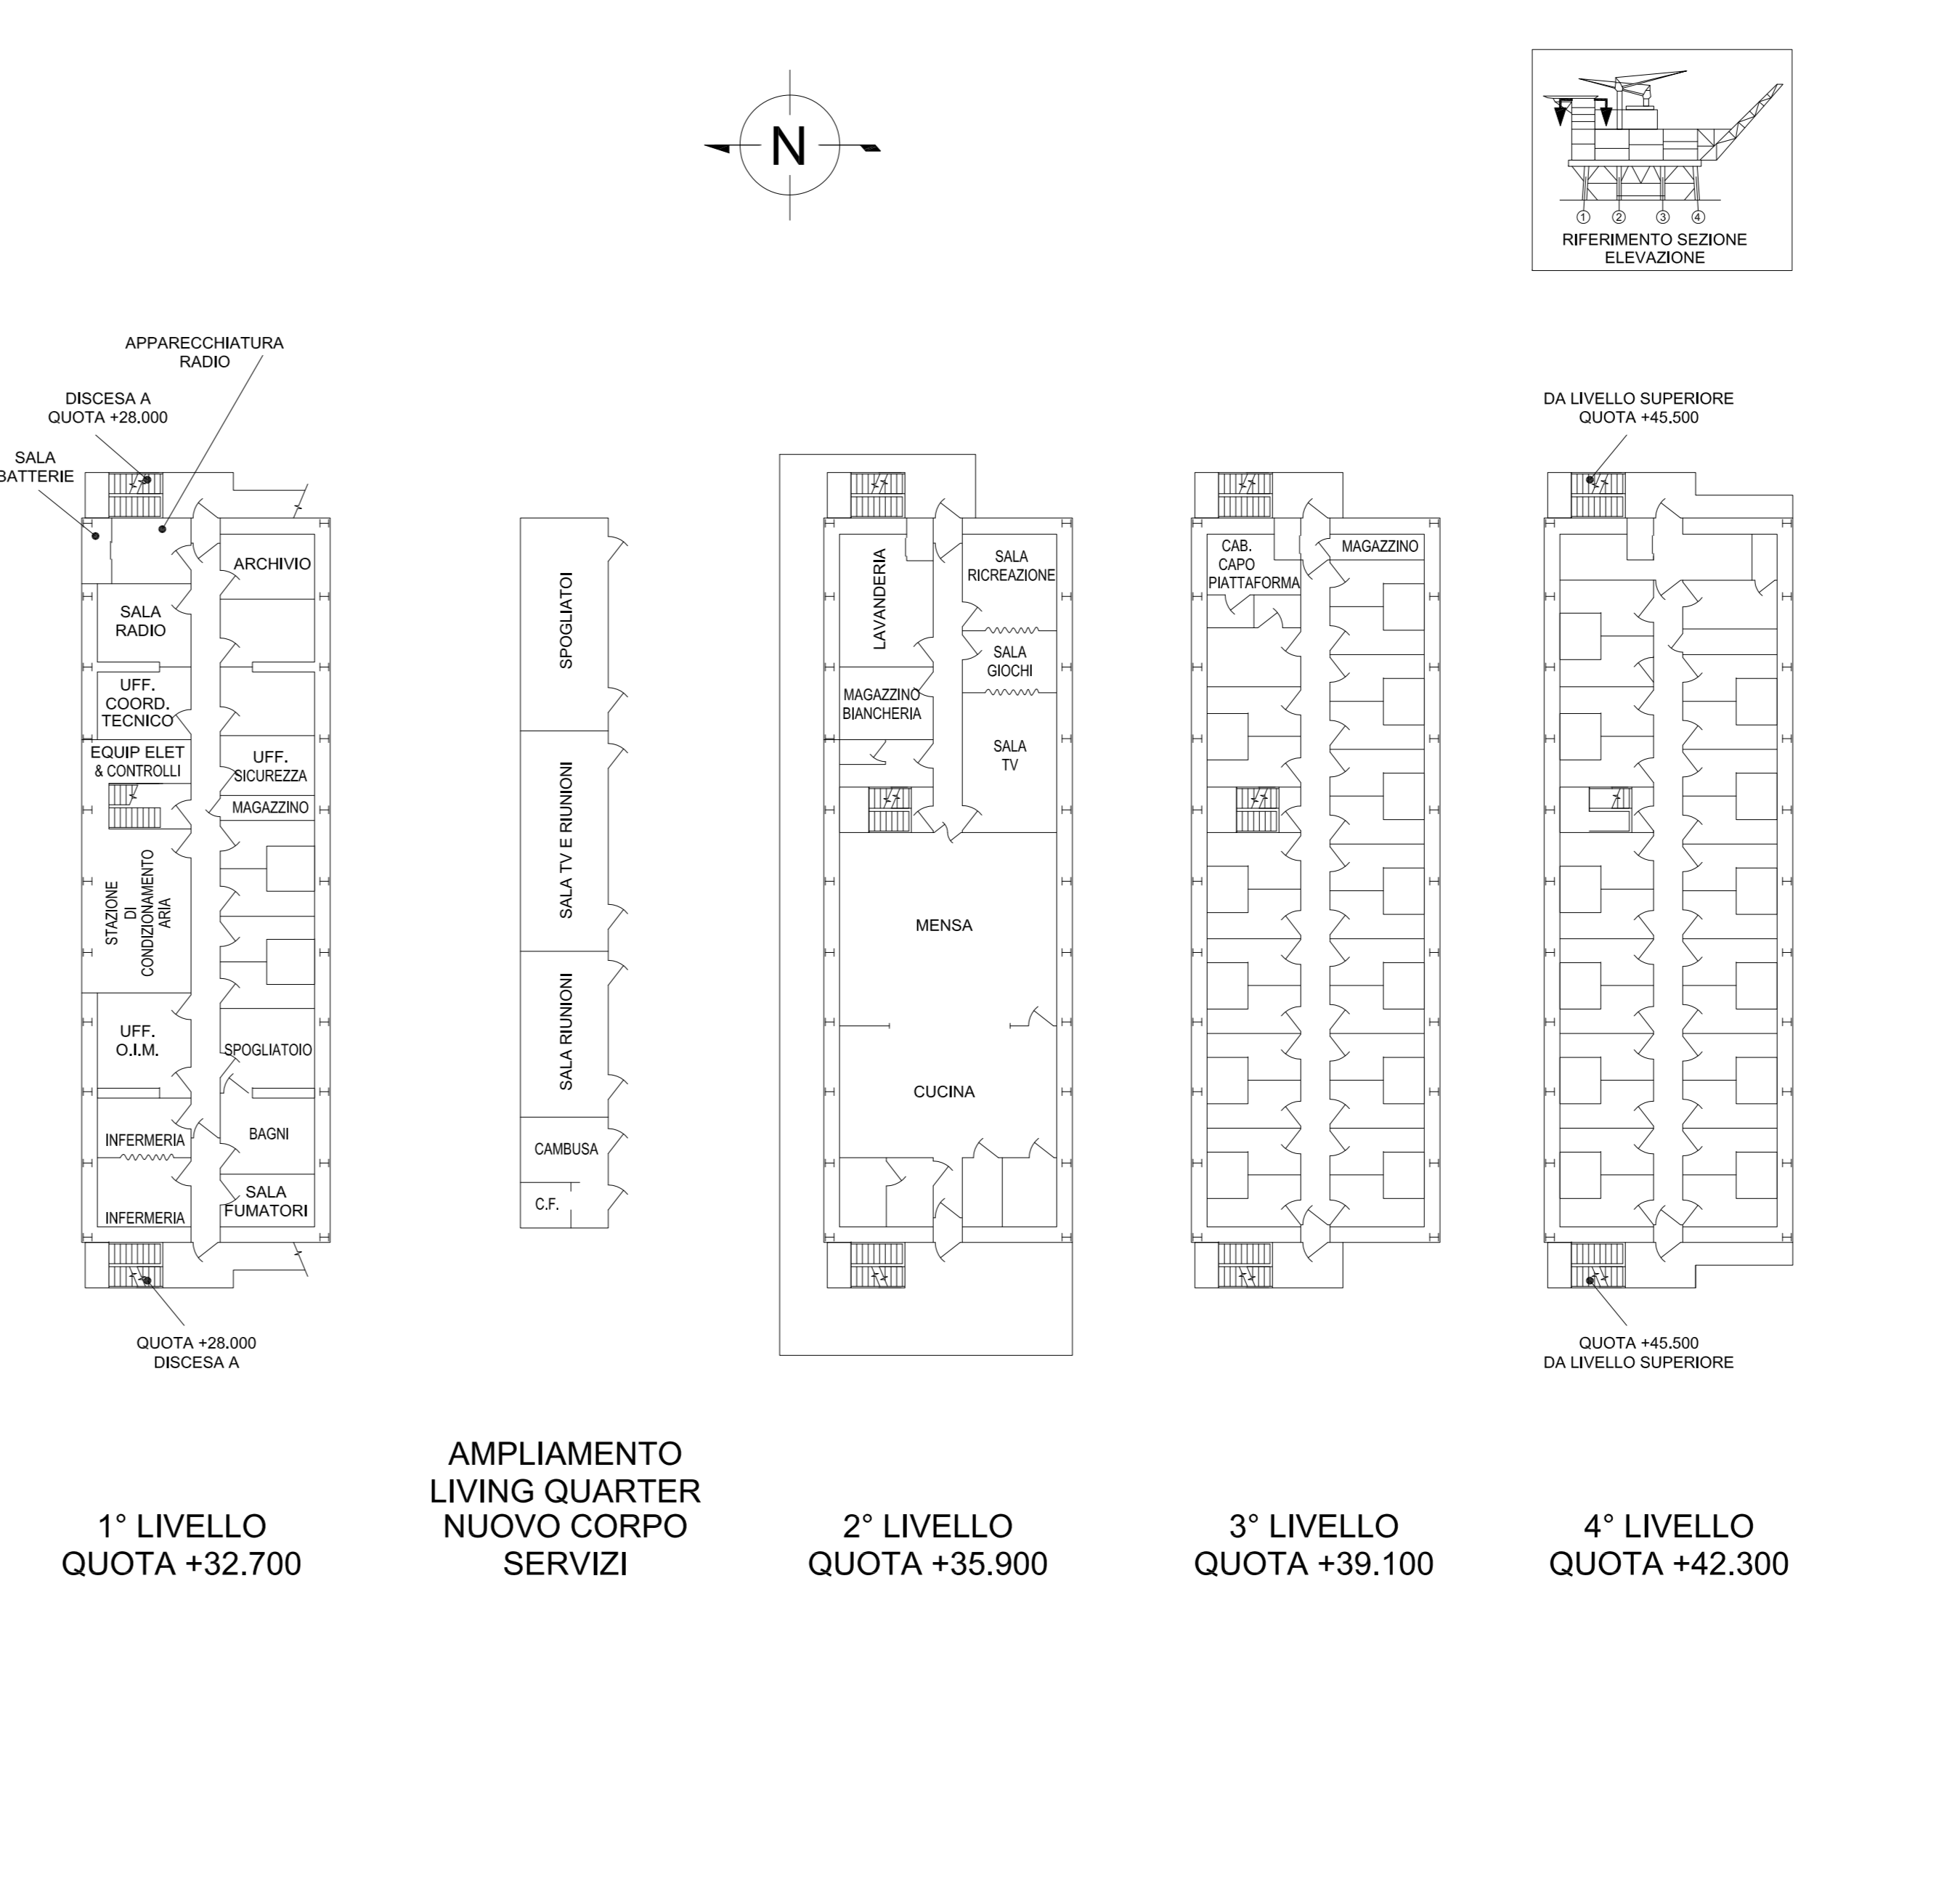 N
1
2
3
4
RIFERIMENTO SEZIONE
ELEVAZIONE
APPARECCHIATURA
RADIO
DISCESA A
QUOTA +28.000
SALA
BATTERIE
ARCHIVIO
SALA
RADIO
UFF.
COORD.
TECNICO
EQUIP ELET
& CONTROLLI
UFF.
SICUREZZA
MAGAZZINO
STAZIONE
DI
CONDIZIONAMENTO
ARIA
UFF.
O.I.M.
SPOGLIATOIO
INFERMERIA
BAGNI
INFERMERIA
SALA
FUMATORI
QUOTA +28.000
DISCESA A
1° LIVELLO
QUOTA +32.700
SPOGLIATOI
SALA TV E RIUNIONI
SALA RIUNIONI
CAMBUSA
C.F.
AMPLIAMENTO
LIVING QUARTER
NUOVO CORPO
SERVIZI
LAVANDERIA
SALA
RICREAZIONE
SALA
GIOCHI
MAGAZZINO
BIANCHERIA
SALA
TV
MENSA
CUCINA
2° LIVELLO
QUOTA +35.900
CAB.
CAPO
PIATTAFORMA
MAGAZZINO
3° LIVELLO
QUOTA +39.100
DA LIVELLO SUPERIORE
QUOTA +45.500
QUOTA +45.500
DA LIVELLO SUPERIORE
4° LIVELLO
QUOTA +42.300